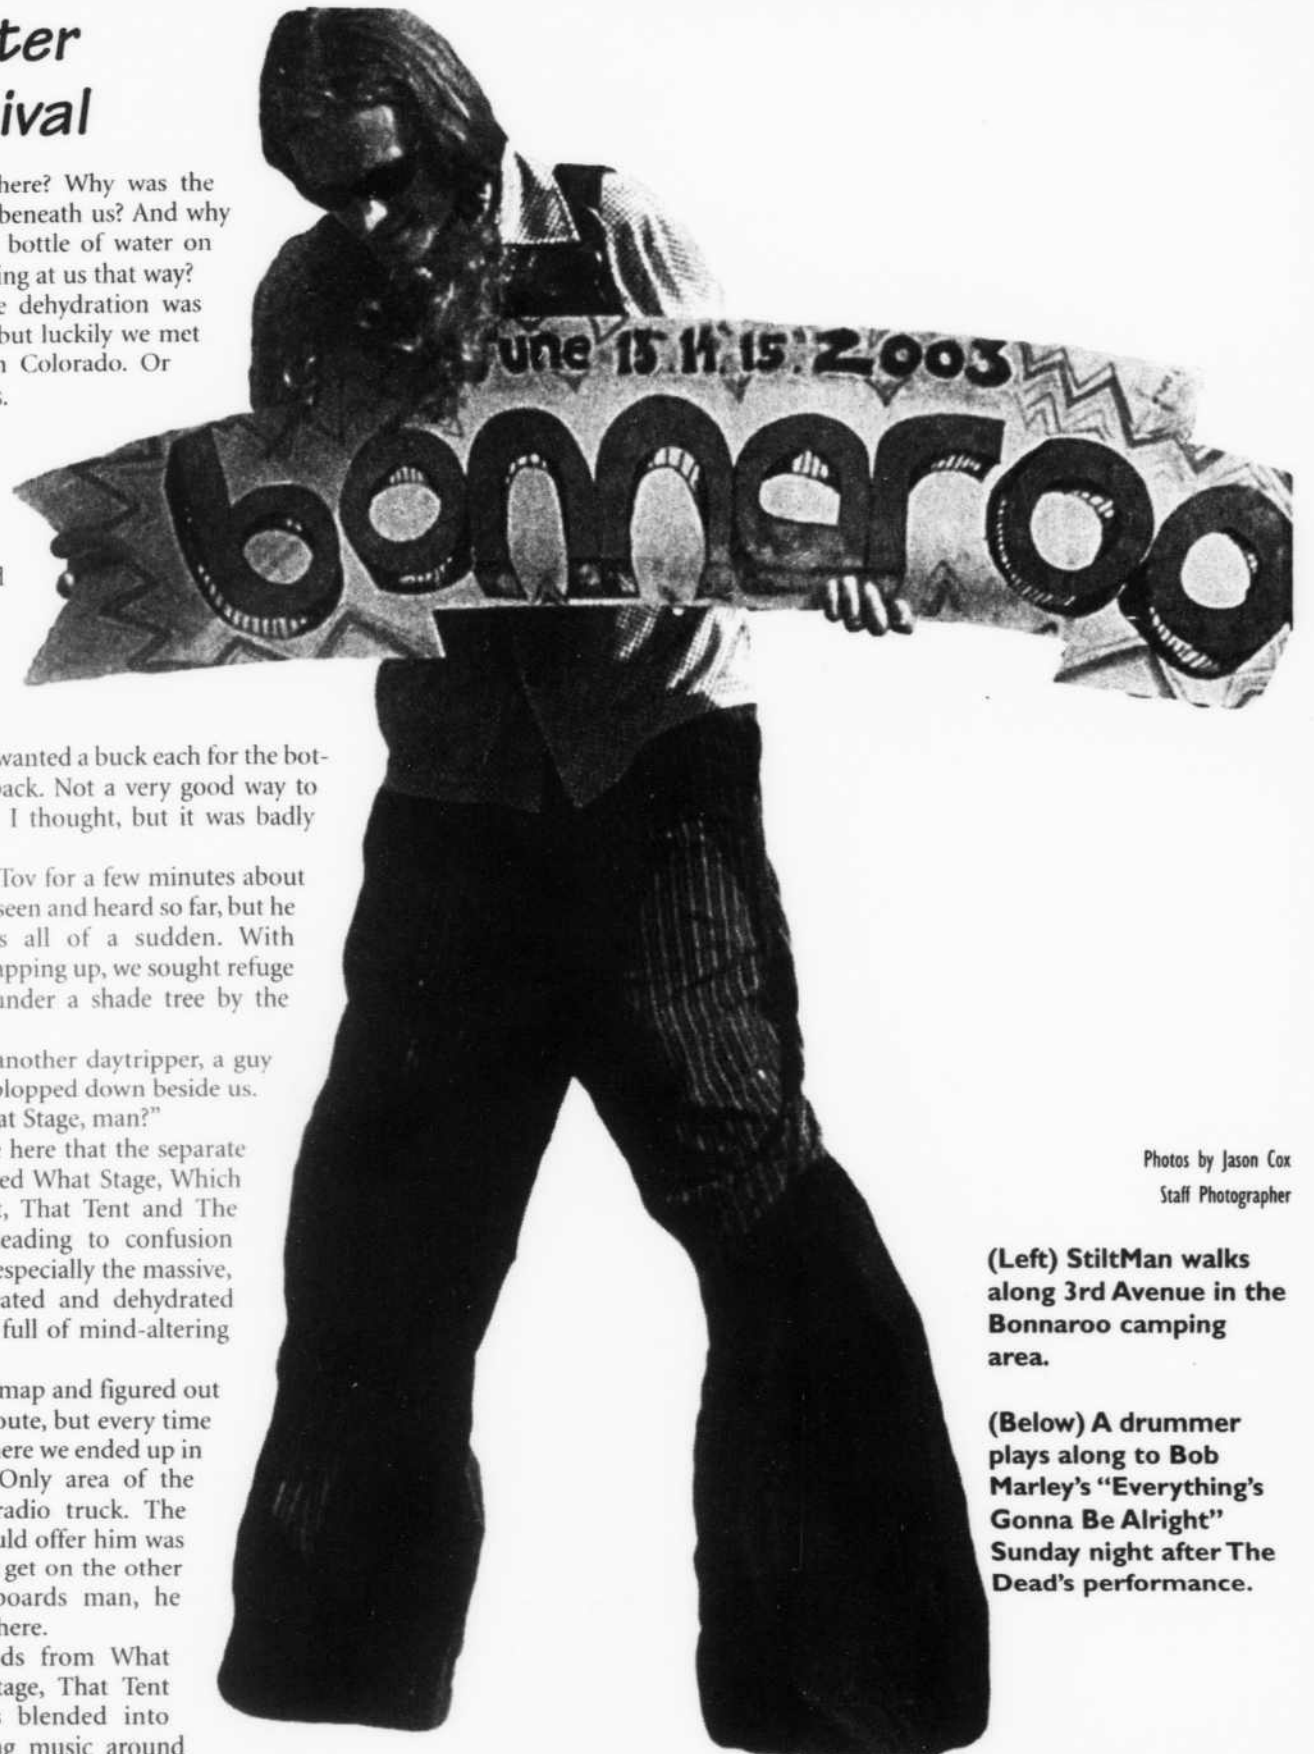 ter
ival
here? Why was the
beneath us? And why
bottle of water on
ing at us that way?
e dehydration was
but luckily we met
n Colorado. Or
s.
June 13.14.15.2003
bonnaroo
d
wanted a buck each for the bot-
back. Not a very good way to
I thought, but it was badly
Tov for a few minutes about
seen and heard so far, but he
s all of a sudden. With
apping up, we sought refuge
under a shade tree by the
another daytripper, a guy
plopped down beside us.
at Stage, man?"
here that the separate
ed What Stage, Which
t, That Tent and The
eading to confusion
especially the massive,
ated and dehydrated
full of mind-altering
map and figured out
oute, but every time
here we ended up in
Only area of the
radio truck. The
uld offer him was
get on the other
boards man, he
here.
ds from What
tage, That Tent
s blended into
ng music around
Photos by Jason Cox
Staff Photographer
(Left) StiltMan walks
along 3rd Avenue in the
Bonnaroo camping
area.
(Below) A drummer
plays along to Bob
Marley's "Everything's
Gonna Be Alright"
Sunday night after The
Dead's performance.